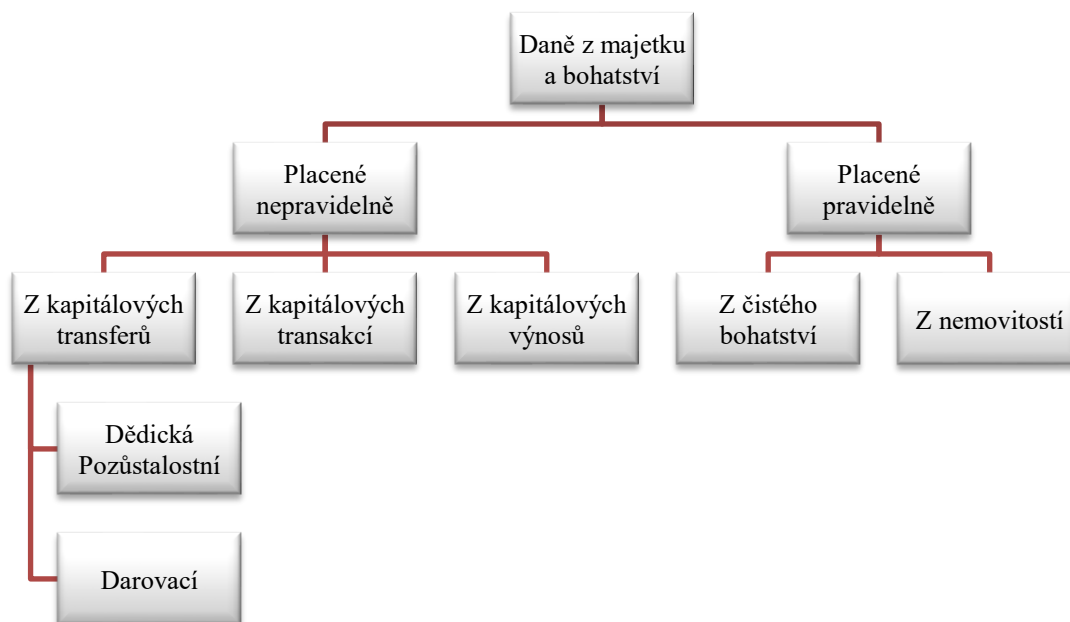 Daně z majetku
a bohatství
Placené
nepravidelně
Placené
pravidelně
Z kapitálových
transferů
Z kapitálových
transakcí
Z kapitálových
výnosů
Z čistého
bohatství
Z nemovitostí
Dědická
Pozůstalostní
Darovací